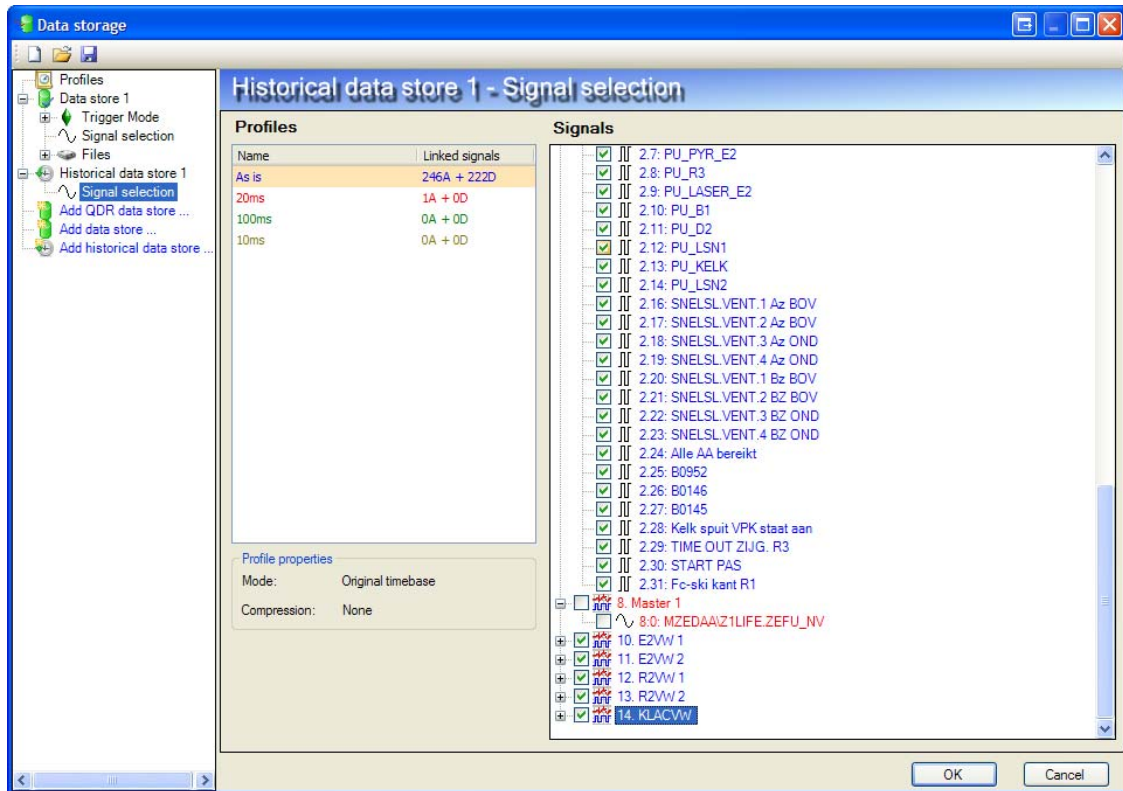 Data storage
Profiles
Data store 1
Trigger Mode
Signal selection
Files
Historical data store 1
Signal selection
Add QDR data store ...
Add data store ...
Add historical data store ...
Historical data store 1 - Signal selection
Profiles
Name Linked signals
As is 246A + 222D
20ms 1A + 0D
100ms 0A + 0D
10ms 0A + 0D
Profile properties
Mode: Original timebase
Compression: None
Signals
2.7: PU_PYR_E2
2.8: PU_R3
2.9: PU_LASER_E2
2.10: PU_B1
2.11: PU_D2
2.12: PU_LSN1
2.13: PU_KELK
2.14: PU_LSN2
2.16: SNELSL.VENT.1 Az BOV
2.17: SNELSL.VENT.2 Az BOV
2.18: SNELSL.VENT.3 Az OND
2.19: SNELSL.VENT.4 Az OND
2.20: SNELSL.VENT.1 Bz BOV
2.21: SNELSL.VENT.2 BZ BOV
2.22: SNELSL.VENT.3 BZ OND
2.23: SNELSL.VENT.4 BZ OND
2.24: Alle AA bereikt
2.25: B0952
2.26: B0146
2.27: B0145
2.28: Kelk spuit VPK staat aan
2.29: TIME OUT ZIJG. R3
2.30: START PAS
2.31: Fc-ski kant R1
8. Master 1
8:0: MZEDAA\Z1LIFE.ZEFU_NV
10. E2VW 1
11. E2VW 2
12. R2VW 1
13. R2VW 2
14. KLACVW
OK
Cancel